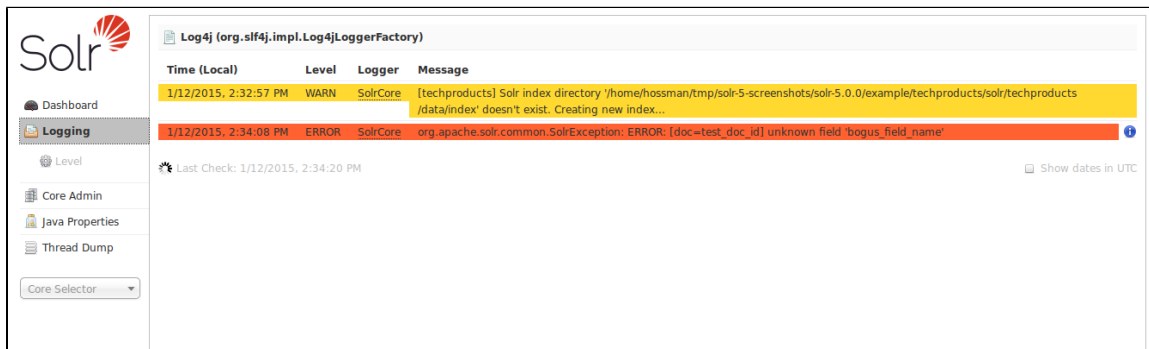 Solr
Dashboard
Logging
Level
Core Admin
Java Properties
Thread Dump
Core Selector
Log4j (org.slf4j.impl.Log4jLoggerFactory)
Time (Local) Level Logger Message
1/12/2015, 2:32:57 PM WARN SolrCore [techproducts] Solr index directory '/home/hossman/tmp/solr-5-screenshots/solr-5.0.0/example/techproducts/solr/techproducts
/data/index' doesn't exist. Creating new index...
1/12/2015, 2:34:08 PM ERROR SolrCore org.apache.solr.common.SolrException: ERROR: [doc=test_doc_id] unknown field 'bogus_field_name'
Last Check: 1/12/2015, 2:34:20 PM Show dates in UTC